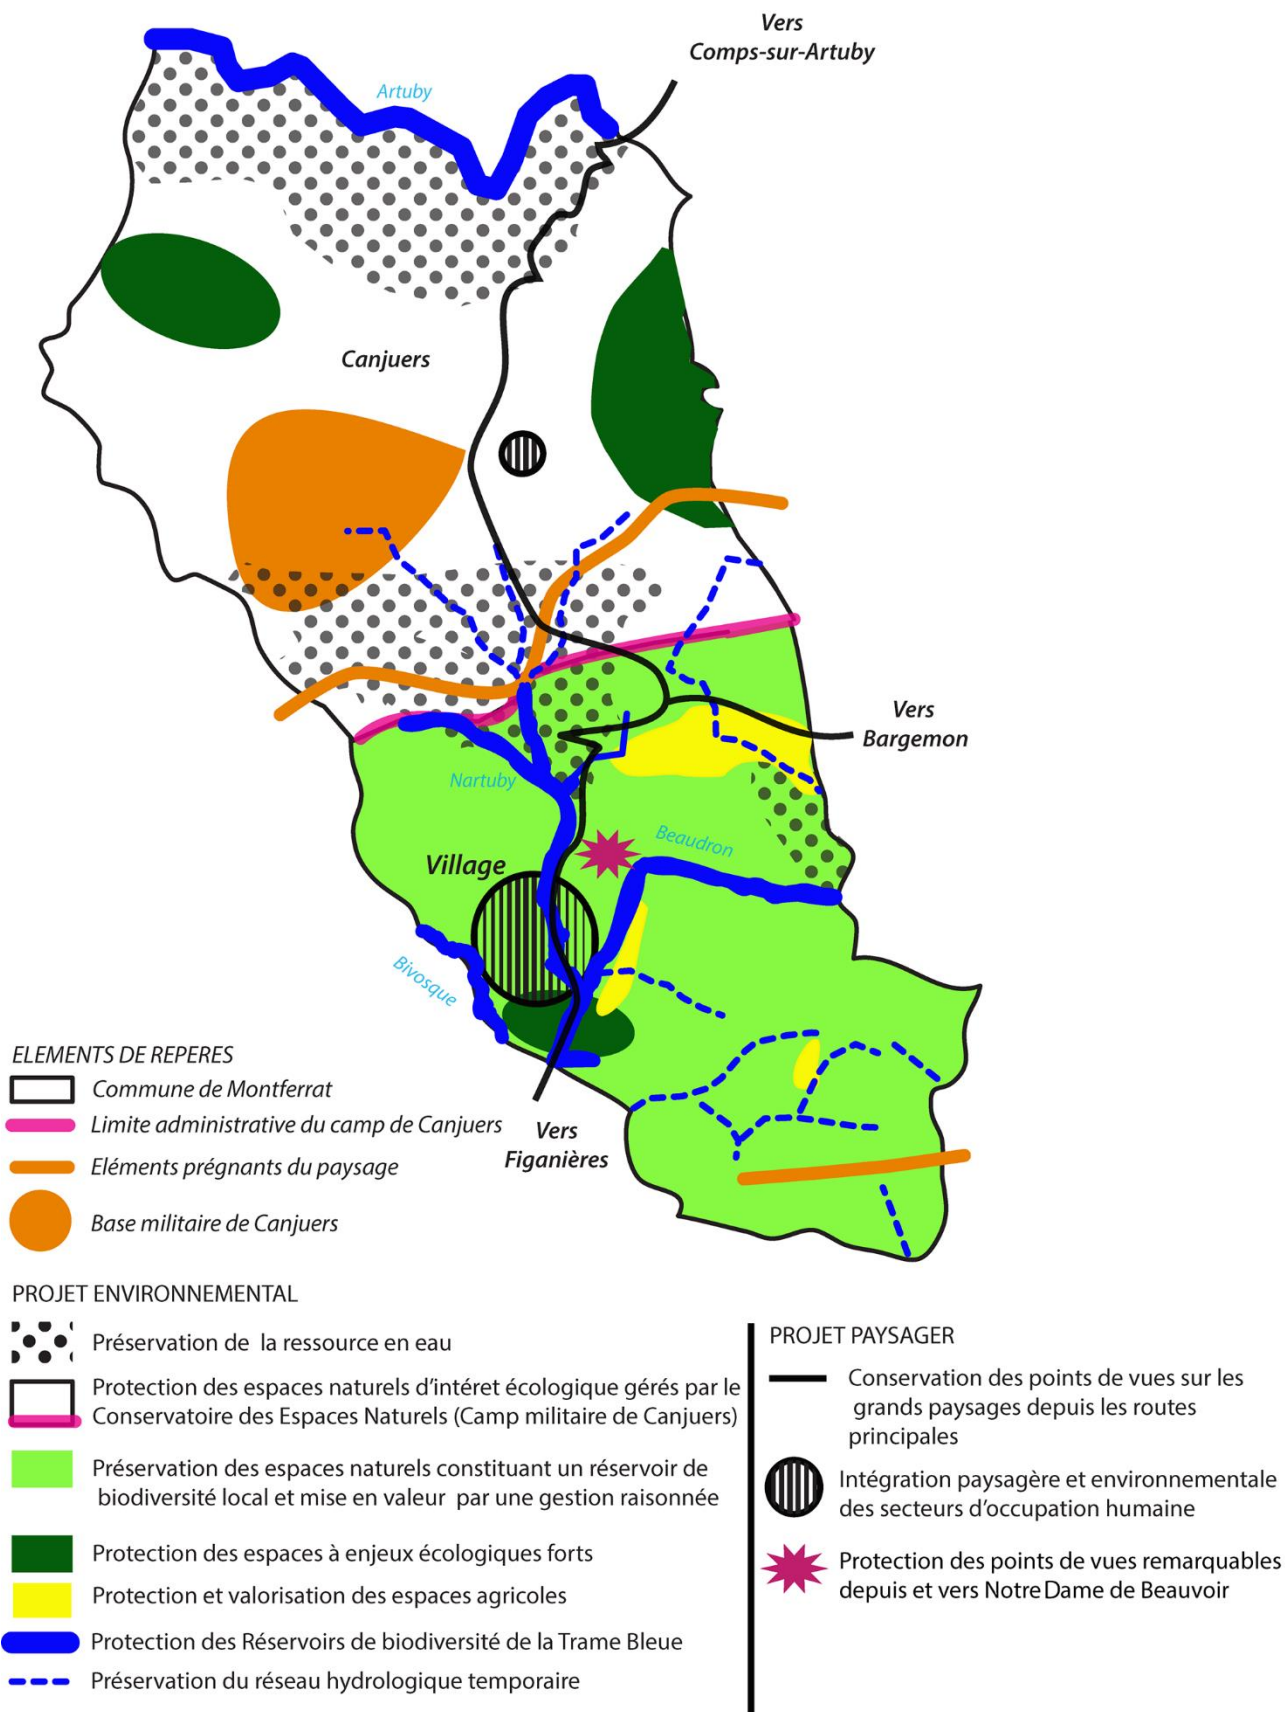 Vers
Comps-sur-Artuby
Artuby
Canjuers
Vers
Bargemon
Nartuby
Beaudron
Village
Bivosque
Vers
Figanières
ELEMENTS DE REPERES
Commune de Montferrat
Limite administrative du camp de Canjuers
Eléments prégnants du paysage
Base militaire de Canjuers
PROJET ENVIRONNEMENTAL
Préservation de la ressource en eau
Protection des espaces naturels d'intéret écologique gérés par le
Conservatoire des Espaces Naturels (Camp militaire de Canjuers)
Préservation des espaces naturels constituant un réservoir de
biodiversité local et mise en valeur par une gestion raisonnée
Protection des espaces à enjeux écologiques forts
Protection et valorisation des espaces agricoles
Protection des Réservoirs de biodiversité de la Trame Bleue
Préservation du réseau hydrologique temporaire
PROJET PAYSAGER
Conservation des points de vues sur les
grands paysages depuis les routes
principales
Intégration paysagère et environnementale
des secteurs d'occupation humaine
Protection des points de vues remarquables
depuis et vers Notre Dame de Beauvoir